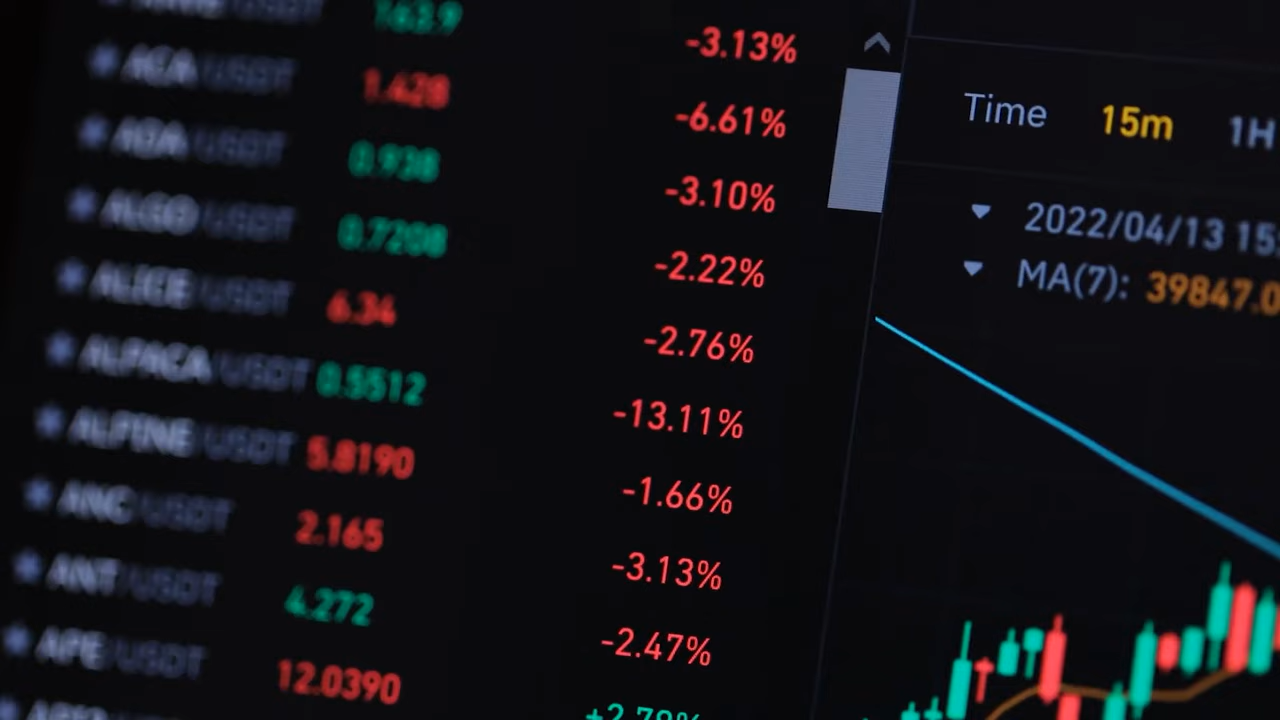 163.9 -3.13%
ACA/USDT 1.428 -6.61%
ADA/USDT 0.938 -3.10%
ALGO/USDT 0.7208 -2.22%
ALICE/USDT 6.34 -2.76%
ALPACA/USDT 0.5512 -13.11%
ALPINE/USDT 5.8190 -1.66%
ANC/USDT 2.165 -3.13%
ANT/USDT 4.272 -2.47%
APE/USDT 12.0390
Time 15m 1H
2022/04/13 15:
MA(7): 39847.0